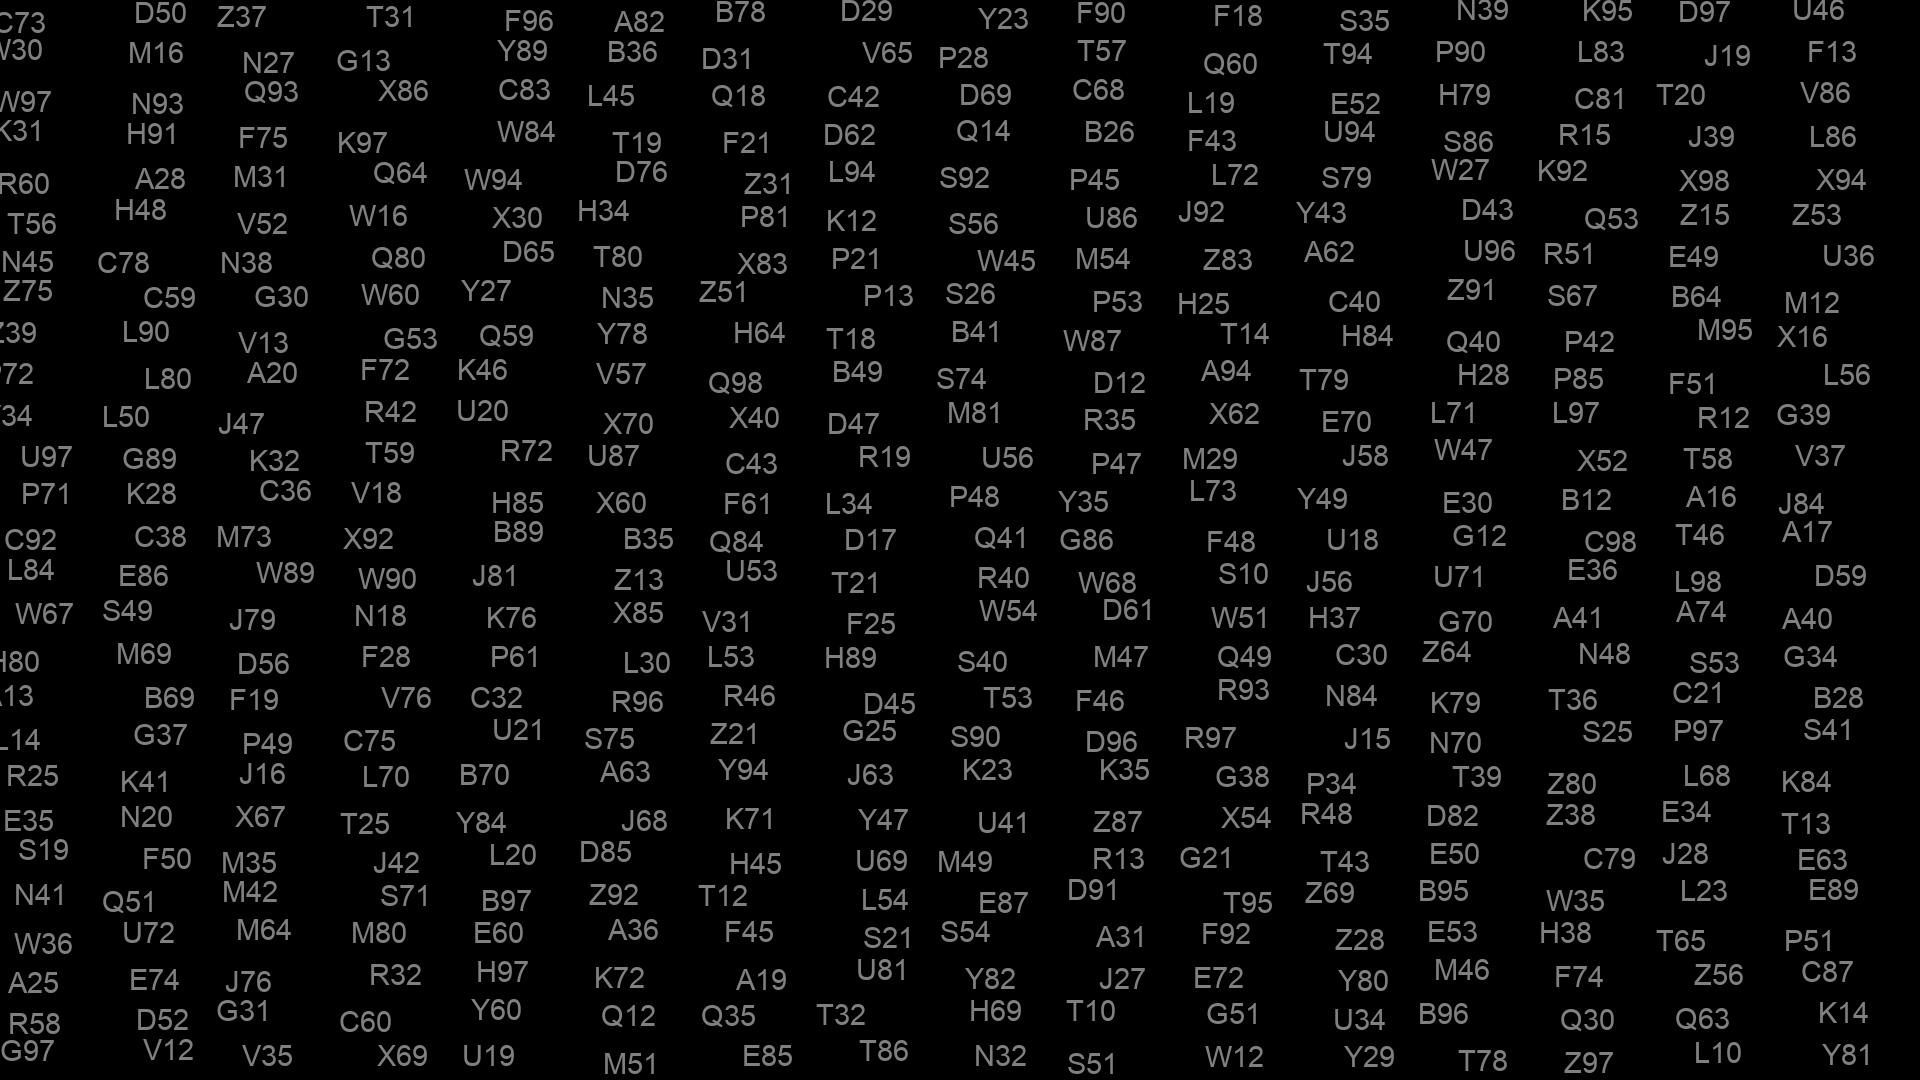 C73 D50 Z37 T31 F96 A82 B78 D29 Y23 F90 F18 S35 N39 K95 D97 U46
W30 M16 N27 G13 Y89 B36 D31 V65 P28 T57 Q60 T94 P90 L83 J19 F13
W97 N93 Q93 X86 C83 L45 Q18 C42 D69 C68 L19 E52 H79 C81 T20 V86
K31 H91 F75 K97 W84 T19 F21 D62 Q14 B26 F43 U94 S86 R15 J39 L86
R60 A28 M31 Q64 W94 D76 Z31 L94 S92 P45 L72 S79 W27 K92 X98 X94
T56 H48 V52 W16 X30 H34 P81 K12 S56 U86 J92 Y43 D43 Q53 Z15 Z53
N45 C78 N38 Q80 D65 T80 X83 P21 W45 M54 Z83 A62 U96 R51 E49 U36
Z75 C59 G30 W60 Y27 N35 Z51 P13 S26 P53 H25 C40 Z91 S67 B64 M12
Z39 L90 V13 G53 Q59 Y78 H64 T18 B41 W87 T14 H84 Q40 P42 M95 X16
72 L80 A20 F72 K46 V57 Q98 B49 S74 D12 A94 T79 H28 P85 F51 L56
34 L50 J47 R42 U20 X70 X40 D47 M81 R35 X62 E70 L71 L97 R12 G39
U97 G89 K32 T59 R72 U87 C43 R19 U56 P47 M29 J58 W47 X52 T58 V37
P71 K28 C36 V18 H85 X60 F61 L34 P48 Y35 L73 Y49 E30 B12 A16 J84
C92 C38 M73 X92 B89 B35 Q84 D17 Q41 G86 F48 U18 G12 C98 T46 A17
L84 E86 W89 W90 J81 Z13 U53 T21 R40 W68 S10 J56 U71 E36 L98 D59
W67 S49 J79 N18 K76 X85 V31 F25 W54 D61 W51 H37 G70 A41 A74 A40
H80 M69 D56 F28 P61 L30 L53 H89 S40 M47 Q49 C30 Z64 N48 S53 G34
13 B69 F19 V76 C32 R96 R46 D45 T53 F46 R93 N84 K79 T36 C21 B28
L14 G37 P49 C75 U21 S75 Z21 G25 S90 D96 R97 J15 N70 S25 P97 S41
R25 K41 J16 L70 B70 A63 Y94 J63 K23 K35 G38 P34 T39 Z80 L68 K84
E35 N20 X67 T25 Y84 J68 K71 Y47 U41 Z87 X54 R48 D82 Z38 E34 T13
S19 F50 M35 J42 L20 D85 H45 U69 M49 R13 G21 T43 E50 C79 J28 E63
N41 Q51 M42 S71 B97 Z92 T12 L54 E87 D91 T95 Z69 B95 W35 L23 E89
W36 U72 M64 M80 E60 A36 F45 S21 S54 A31 F92 Z28 E53 H38 T65 P51
A25 E74 J76 R32 H97 K72 A19 U81 Y82 J27 E72 Y80 M46 F74 Z56 C87
R58 D52 G31 C60 Y60 Q12 Q35 T32 H69 T10 G51 U34 B96 Q30 Q63 K14
G97 V12 V35 X69 U19 M51 E85 T86 N32 S51 W12 Y29 T78 Z97 L10 Y81